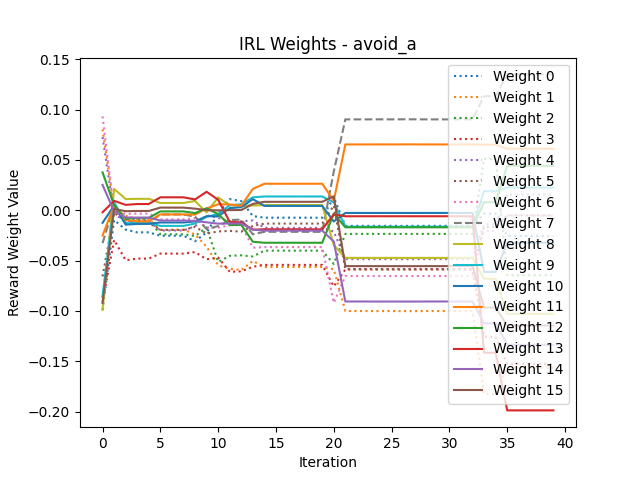 IRL Weights - avoid_a
0.15
0.10
0.05
0.00
−0.05
−0.10
−0.15
−0.20
Reward Weight Value
0
5
10
15
20
25
30
35
40
Iteration
Weight 0
Weight 1
Weight 2
Weight 3
Weight 4
Weight 5
Weight 6
Weight 7
Weight 8
Weight 9
Weight 10
Weight 11
Weight 12
Weight 13
Weight 14
Weight 15